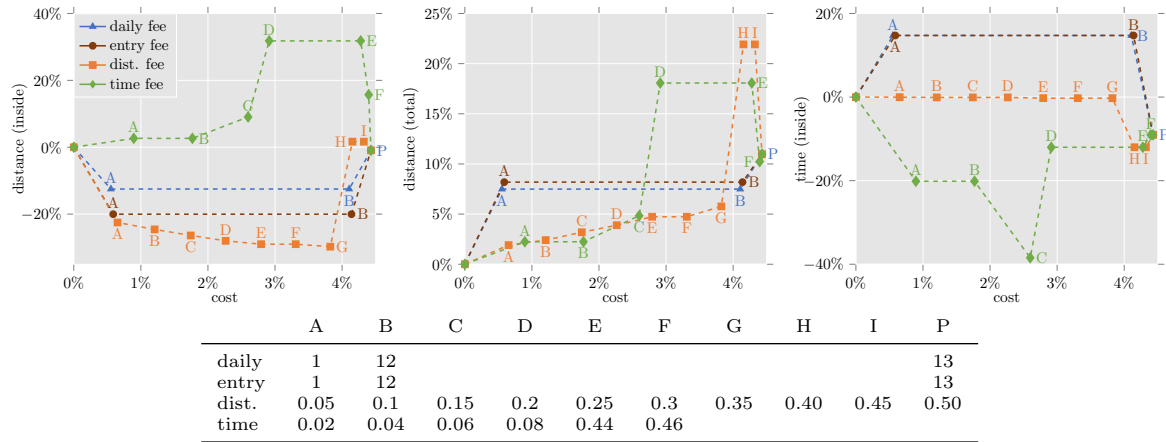 40%
20%
0%
−20%
distance (inside)
daily fee
entry fee
dist. fee
time fee
A
B
C
D
E
F
A
B
A
B
A
B
C
D
E
F
G
H
I
P
0%
1%
2%
3%
4%
cost
25%
20%
15%
10%
5%
0%
distance (total)
A
A
A
B
C
D
E
F
G
H
I
A
B
C
D
E
F
B
B
P
0%
1%
2%
3%
4%
cost
20%
0%
−20%
−40%
time (inside)
A
A
B
B
A
B
C
D
E
F
G
H
I
A
B
C
D
E
F
P
0%
1%
2%
3%
4%
cost
A B C D E F G H I P
daily 1 12 13
entry 1 12 13
dist. 0.05 0.1 0.15 0.2 0.25 0.3 0.35 0.40 0.45 0.50
time 0.02 0.04 0.06 0.08 0.44 0.46